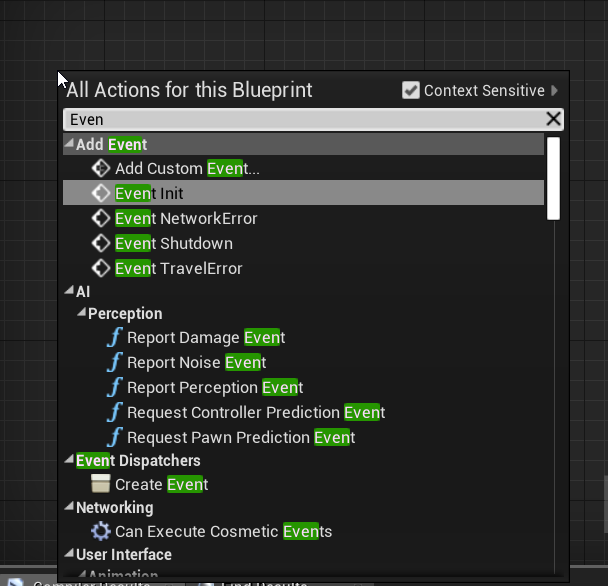 All Actions for this Blueprint
Context Sensitive
Even
Add Event
Add Custom Event...
Event Init
Event NetworkError
Event Shutdown
Event TravelError
AI
Perception
Report Damage Event
Report Noise Event
Report Perception Event
Request Controller Prediction Event
Request Pawn Prediction Event
Event Dispatchers
Create Event
Networking
Can Execute Cosmetic Events
User Interface
Animation
Compiler Results
Find Results